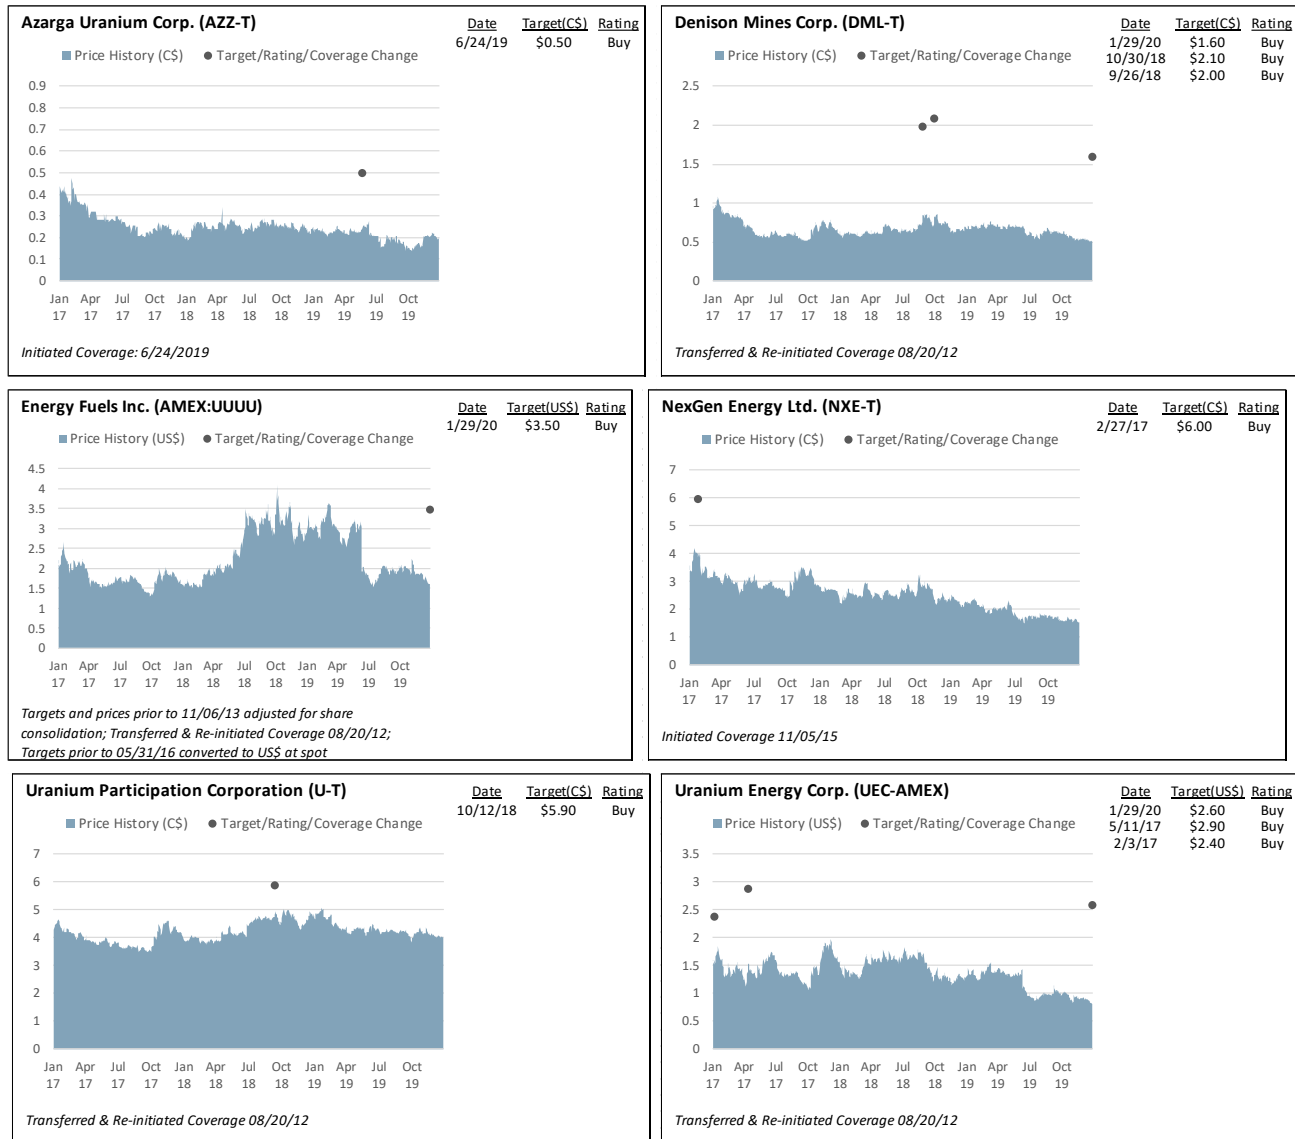 Azarga Uranium Corp. (AZZ-T)
Date Target(C$) Rating
6/24/19 $0.50 Buy
Price History (C$) Target/Rating/Coverage Change
0.9
0.8
0.7
0.6
0.5
0.4
0.3
0.2
0.1
0
Jan Apr Jul Oct Jan Apr Jul Oct Jan Apr Jul Oct
17 17 17 17 18 18 18 18 19 19 19 19
Initiated Coverage: 6/24/2019
Denison Mines Corp. (DML-T)
Date Target(C$) Rating
1/29/20 $1.60 Buy
10/30/18 $2.10 Buy
9/26/18 $2.00 Buy
Price History (C$) Target/Rating/Coverage Change
2.5
2
1.5
1
0.5
0
Jan Apr Jul Oct Jan Apr Jul Oct Jan Apr Jul Oct
17 17 17 17 18 18 18 18 19 19 19 19
Transferred & Re-initiated Coverage 08/20/12
Energy Fuels Inc. (AMEX:UUUU)
Date Target(US$) Rating
1/29/20 $3.50 Buy
Price History (US$) Target/Rating/Coverage Change
4.5
4
3.5
3
2.5
2
1.5
1
0.5
0
Jan Apr Jul Oct Jan Apr Jul Oct Jan Apr Jul Oct
17 17 17 17 18 18 18 18 19 19 19 19
Targets and prices prior to 11/06/13 adjusted for share
consolidation; Transferred & Re-initiated Coverage 08/20/12;
Targets prior to 05/31/16 converted to US$ at spot
NexGen Energy Ltd. (NXE-T)
Date Target(C$) Rating
2/27/17 $6.00 Buy
Price History (C$) Target/Rating/Coverage Change
7
6
5
4
3
2
1
0
Jan Apr Jul Oct Jan Apr Jul Oct Jan Apr Jul Oct
17 17 17 17 18 18 18 18 19 19 19 19
Initiated Coverage 11/05/15
Uranium Participation Corporation (U-T)
Date Target(C$) Rating
10/12/18 $5.90 Buy
Price History (C$) Target/Rating/Coverage Change
7
6
5
4
3
2
1
0
Jan Apr Jul Oct Jan Apr Jul Oct Jan Apr Jul Oct
17 17 17 17 18 18 18 18 19 19 19 19
Transferred & Re-initiated Coverage 08/20/12
Uranium Energy Corp. (UEC-AMEX)
Date Target(US$) Rating
1/29/20 $2.60 Buy
5/11/17 $2.90 Buy
2/3/17 $2.40 Buy
Price History (US$) Target/Rating/Coverage Change
3.5
3
2.5
2
1.5
1
0.5
0
Jan Apr Jul Oct Jan Apr Jul Oct Jan Apr Jul Oct
17 17 17 17 18 18 18 18 19 19 19 19
Transferred & Re-initiated Coverage 08/20/12